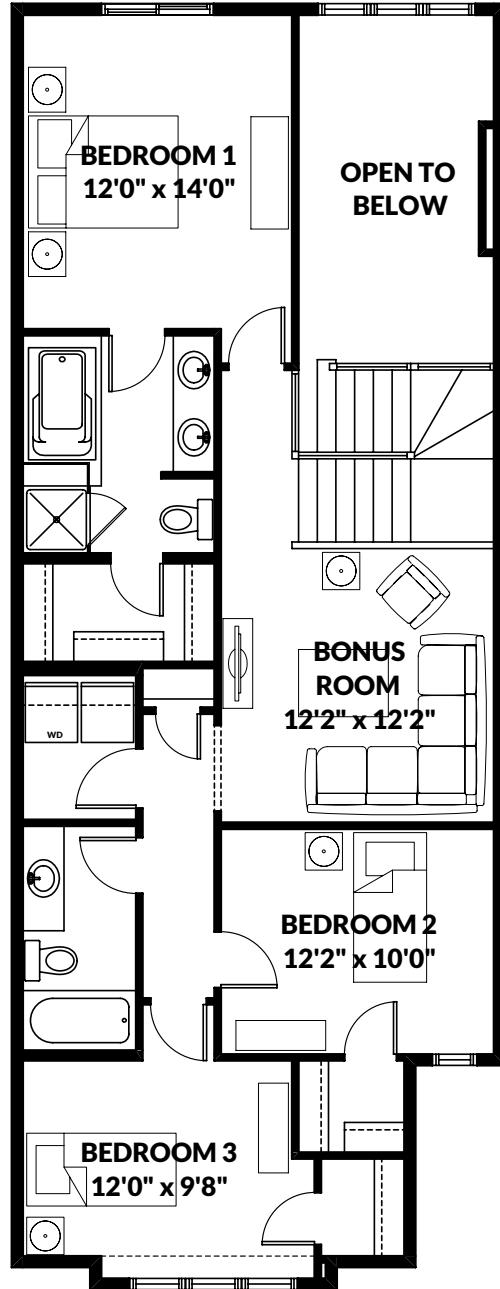 BEDROOM 1
12'0" x 14'0"
OPEN TO
BELOW
BONUS
ROOM
12'2" x 12'2"
WD
BEDROOM 2
12'2" x 10'0"
BEDROOM 3
12'0" x 9'8"